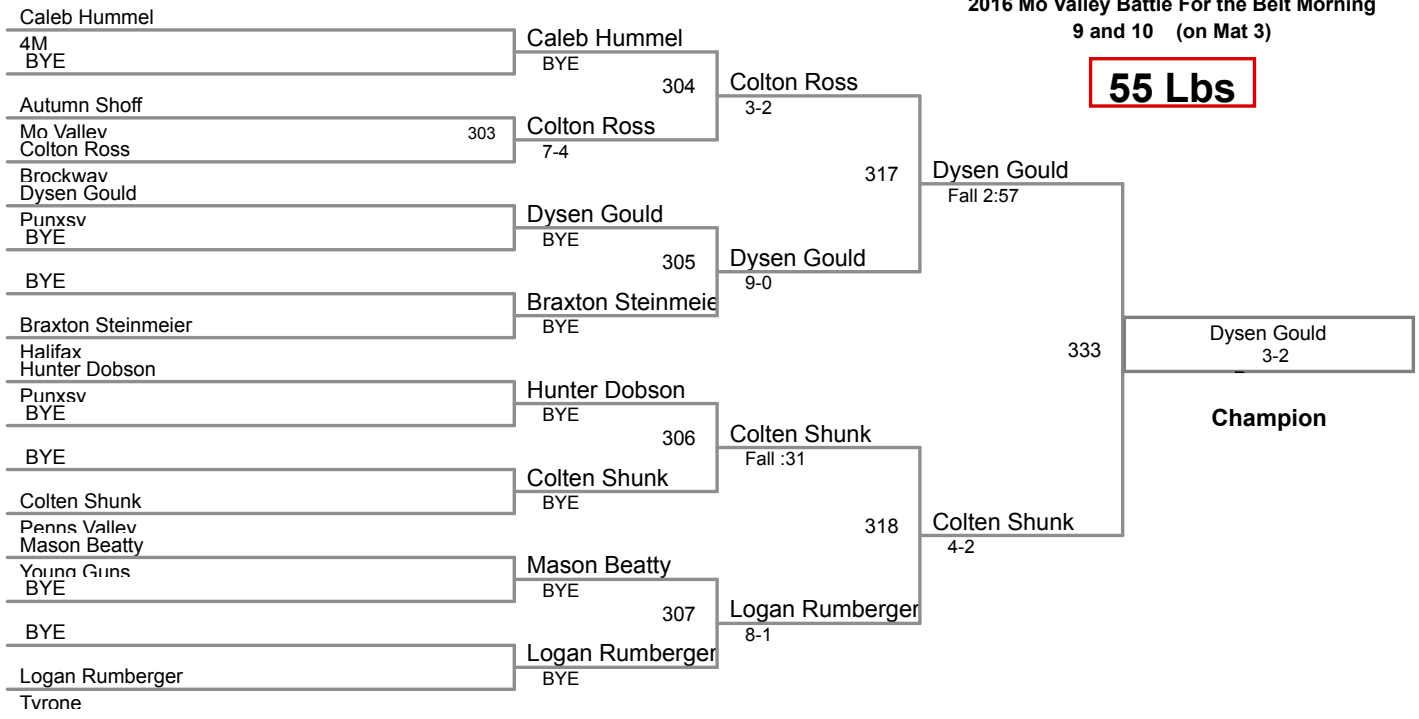 2016 Mo Valley Battle For the Belt Morning
9 and 10 (on Mat 3)
55 Lbs
Caleb Hummel
4M
BYE
Autumn Shoff
Mo Valley
Colton Ross
Brockway
Dysen Gould
Punxsy
BYE
BYE
Braxton Steinmeier
Halifax
Hunter Dobson
Punxsy
BYE
BYE
Colten Shunk
Penns Valley
Mason Beatty
Young Guns
BYE
BYE
Logan Rumberger
Tyrone
303
Caleb Hummel
BYE
Colton Ross
7-4
Dysen Gould
BYE
Braxton Steinmeie
BYE
Hunter Dobson
BYE
Colten Shunk
BYE
Mason Beatty
BYE
Logan Rumberger
BYE
304
305
306
307
Colton Ross
3-2
Dysen Gould
9-0
Colten Shunk
Fall :31
Logan Rumberger
8-1
317
318
Dysen Gould
Fall 2:57
Colten Shunk
4-2
333
Dysen Gould
3-2
Champion